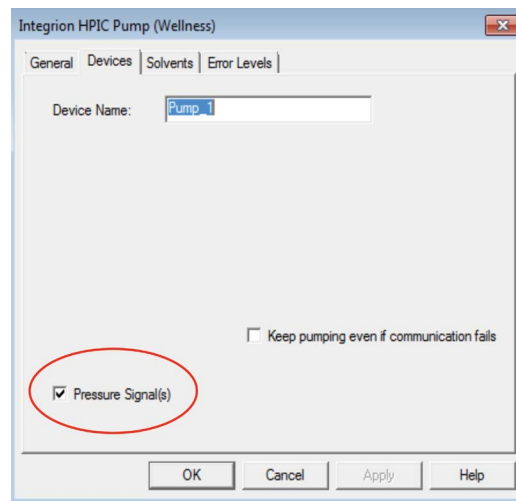 Integrion HPIC Pump (Wellness)
General Devices Solvents Error Levels
Device Name: Pump_1
Keep pumping even if communication fails
Pressure Signal(s)
OK Cancel Apply Help